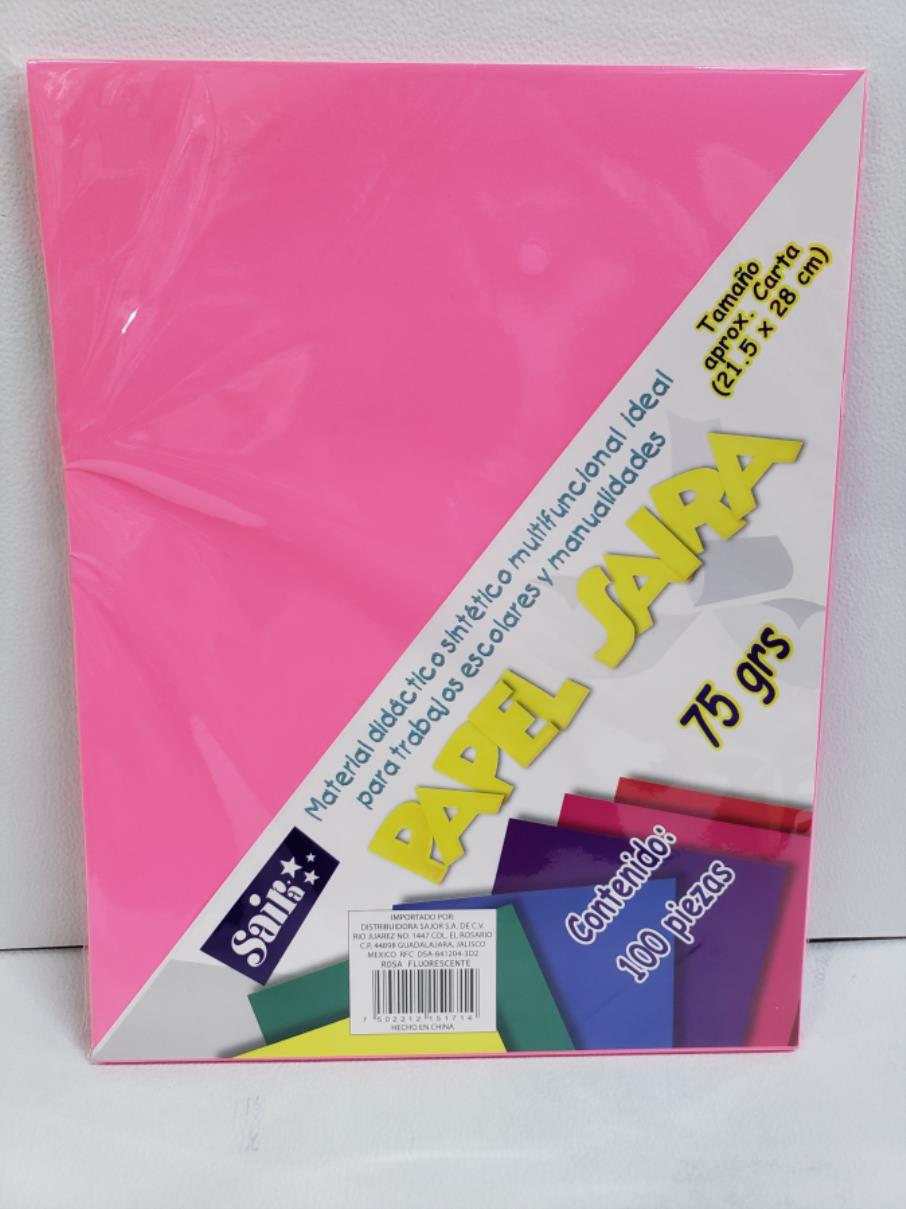 Tamaño
aprox. Carta
(21.5 x 28 cm)
Material didáctico sintético multifuncional ideal
para trabajos escolares y manualidades
PAPEL SAIRA
75 grs
Saira
Contenido:
100 piezas
IMPORTADO POR:
DISTRIBUIDORA SAJOR S.A. DE C.V.
RIO JUAREZ NO. 1447 COL. EL ROSARIO
C.P. 44898 GUADALAJARA, JALISCO
MEXICO RFC DSA-841204-3D2
ROSA FLUORESCENTE
7 502212 151714
HECHO EN CHINA